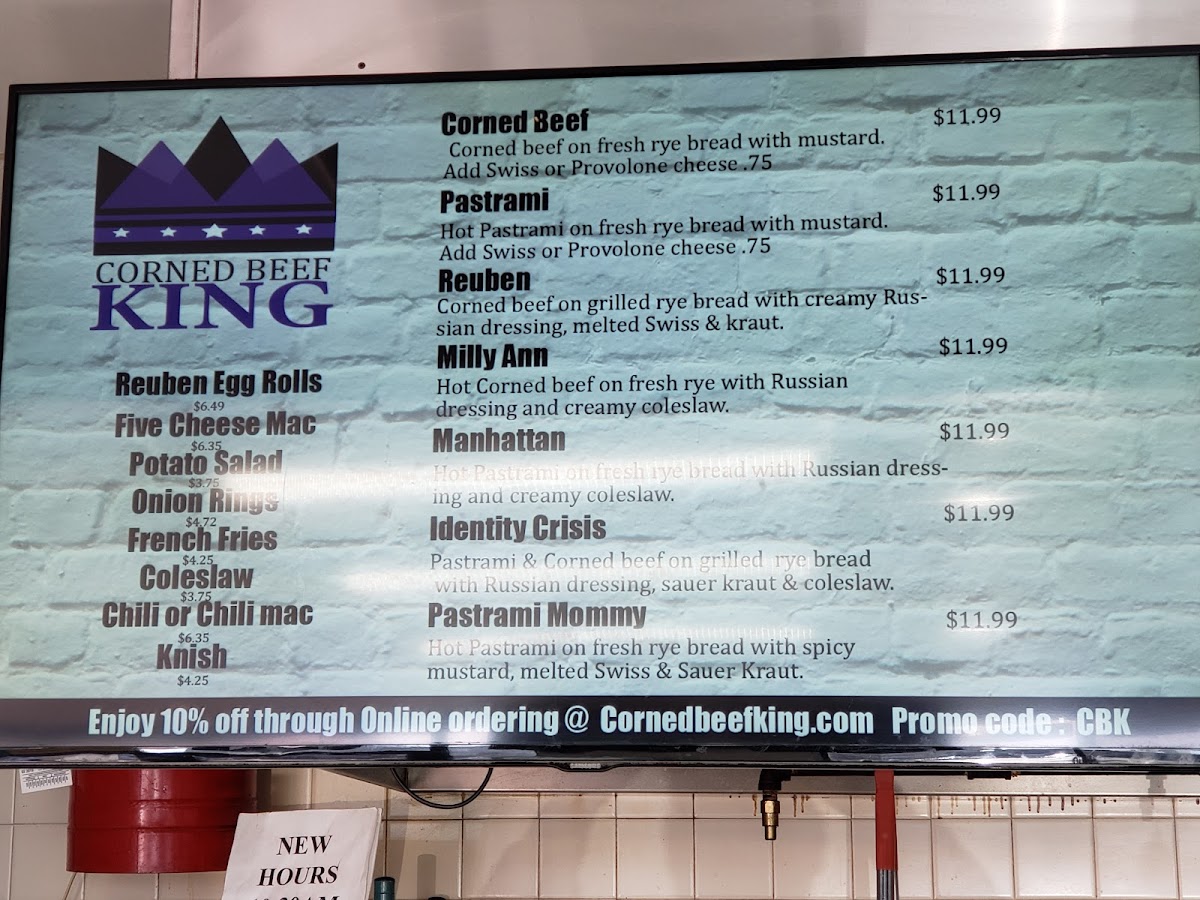 CORNED BEEF
KING
Reuben Egg Rolls
$6.49
Five Cheese Mac
$6.35
Potato Salad
$3.75
Onion Rings
$4.72
French Fries
$4.25
Coleslaw
$3.75
Chili or Chili mac
$6.35
Knish
$4.25
Corned Beef $11.99
Corned beef on fresh rye bread with mustard.
Add Swiss or Provolone cheese .75
Pastrami $11.99
Hot Pastrami on fresh rye bread with mustard.
Add Swiss or Provolone cheese .75
Reuben $11.99
Corned beef on grilled rye bread with creamy Rus-
sian dressing, melted Swiss & kraut.
Milly Ann $11.99
Hot Corned beef on fresh rye with Russian
dressing and creamy coleslaw.
Manhattan $11.99
Hot Pastrami on fresh rye bread with Russian dress-
ing and creamy coleslaw.
Identity Crisis $11.99
Pastrami & Corned beef on grilled rye bread
with Russian dressing, sauer kraut & coleslaw.
Pastrami Mommy $11.99
Hot Pastrami on fresh rye bread with spicy
mustard, melted Swiss & Sauer Kraut.
Enjoy 10% off through Online ordering @ Cornedbeefking.com Promo code : CBK
NEW
HOURS